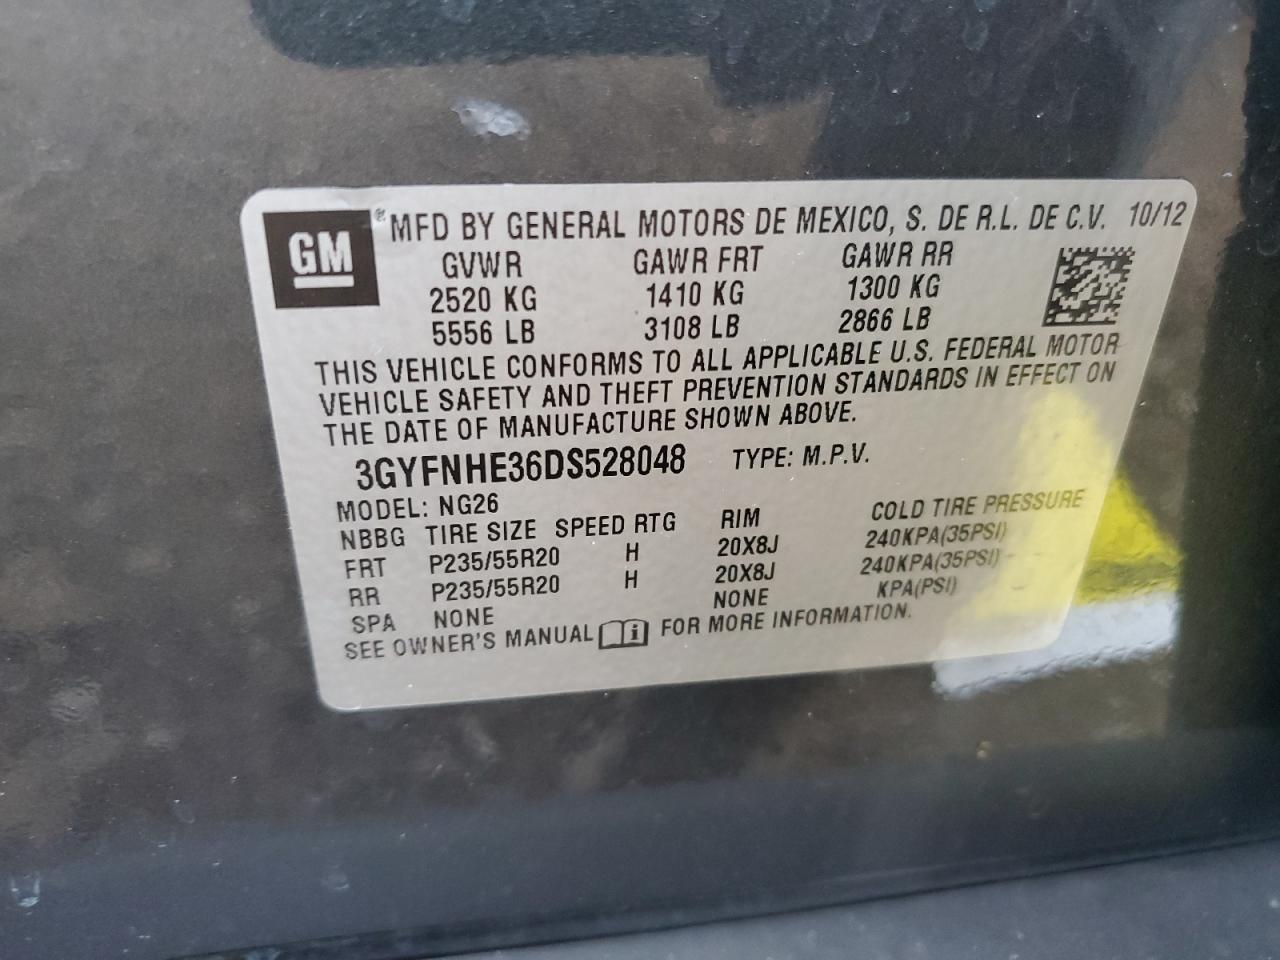 GM ® MFD BY GENERAL MOTORS DE MEXICO, S. DE R.L. DE C.V. 10/12
GVWR GAWR FRT GAWR RR
2520 KG 1410 KG 1300 KG
5556 LB 3108 LB 2866 LB
THIS VEHICLE CONFORMS TO ALL APPLICABLE U.S. FEDERAL MOTOR
VEHICLE SAFETY AND THEFT PREVENTION STANDARDS IN EFFECT ON
THE DATE OF MANUFACTURE SHOWN ABOVE.
3GYFNHE36DS528048 TYPE: M.P.V.
MODEL: NG26
NBBG TIRE SIZE SPEED RTG RIM COLD TIRE PRESSURE
FRT P235/55R20 H 20X8J 240KPA(35PSI)
RR P235/55R20 H 20X8J 240KPA(35PSI)
SPA NONE NONE KPA(PSI)
SEE OWNER'S MANUAL i FOR MORE INFORMATION.